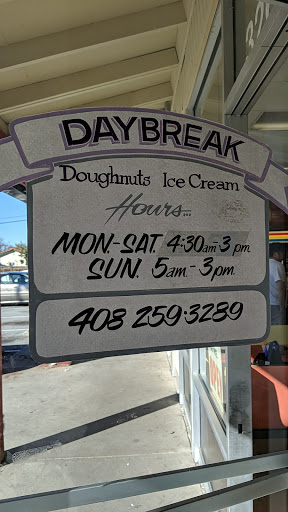 DAYBREAK
Doughnuts Ice Cream
Hours...
MON.-SAT. 4:30am-3 pm.
SUN. 5am.-3pm.
408 259-3289